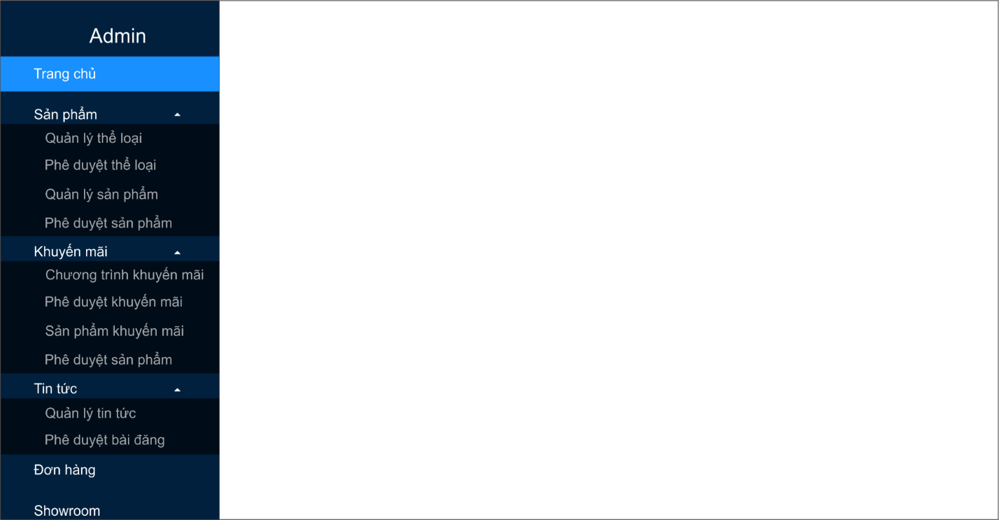 Admin
Trang chủ
Sản phẩm
Quản lý thể loại
Phê duyệt thể loại
Quản lý sản phẩm
Phê duyệt sản phẩm
Khuyến mãi
Chương trình khuyến mãi
Phê duyệt khuyến mãi
Sản phẩm khuyến mãi
Phê duyệt sản phẩm
Tin tức
Quản lý tin tức
Phê duyệt bài đăng
Đơn hàng
Showroom